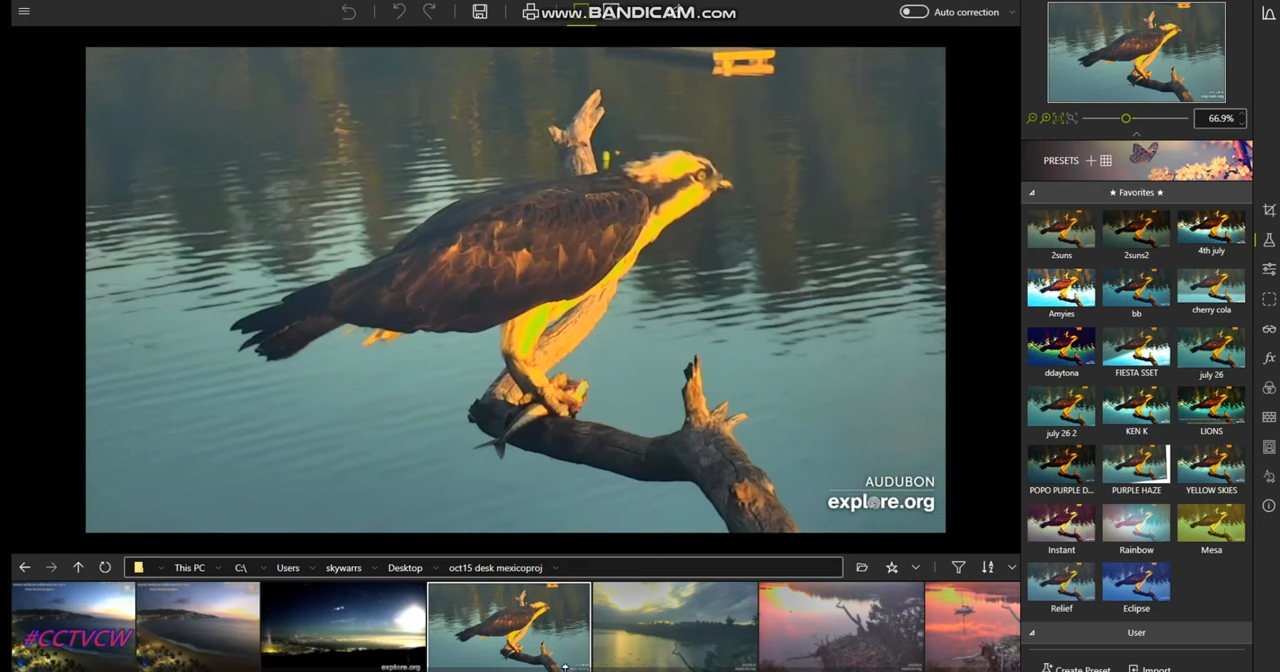 www.BANDICAM.com
Auto correction
66.9%
PRESETS
★ Favorites ★
2suns
2suns2
4th july
Amyies
bb
cherry cola
ddaytona
FIESTA SSET
july 26
july 26 2
KEN K
LIONS
POPO PURPLE D...
PURPLE HAZE
YELLOW SKIES
Instant
Rainbow
Mesa
Relief
Eclipse
User
Create Preset
Import
AUDUBON
explore.org
This PC
C:\
Users
skywarrs
Desktop
oct15 desk mexicoproj
#CCTVCW
explore.org